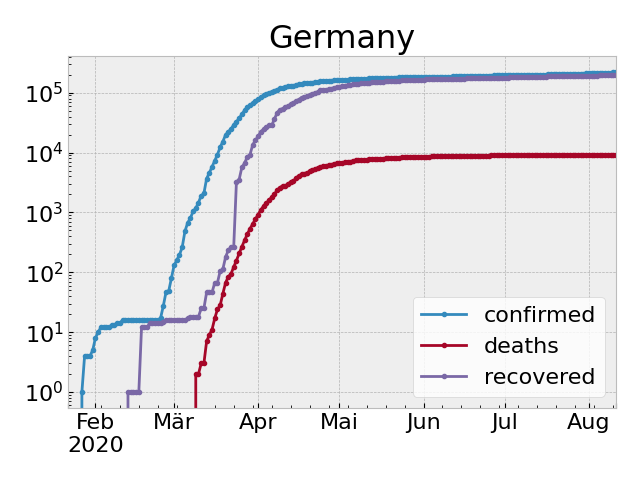 Germany
10⁵
10⁴
10³
10²
10¹
10⁰
confirmed
deaths
recovered
Feb Mär Apr Mai Jun Jul Aug
2020